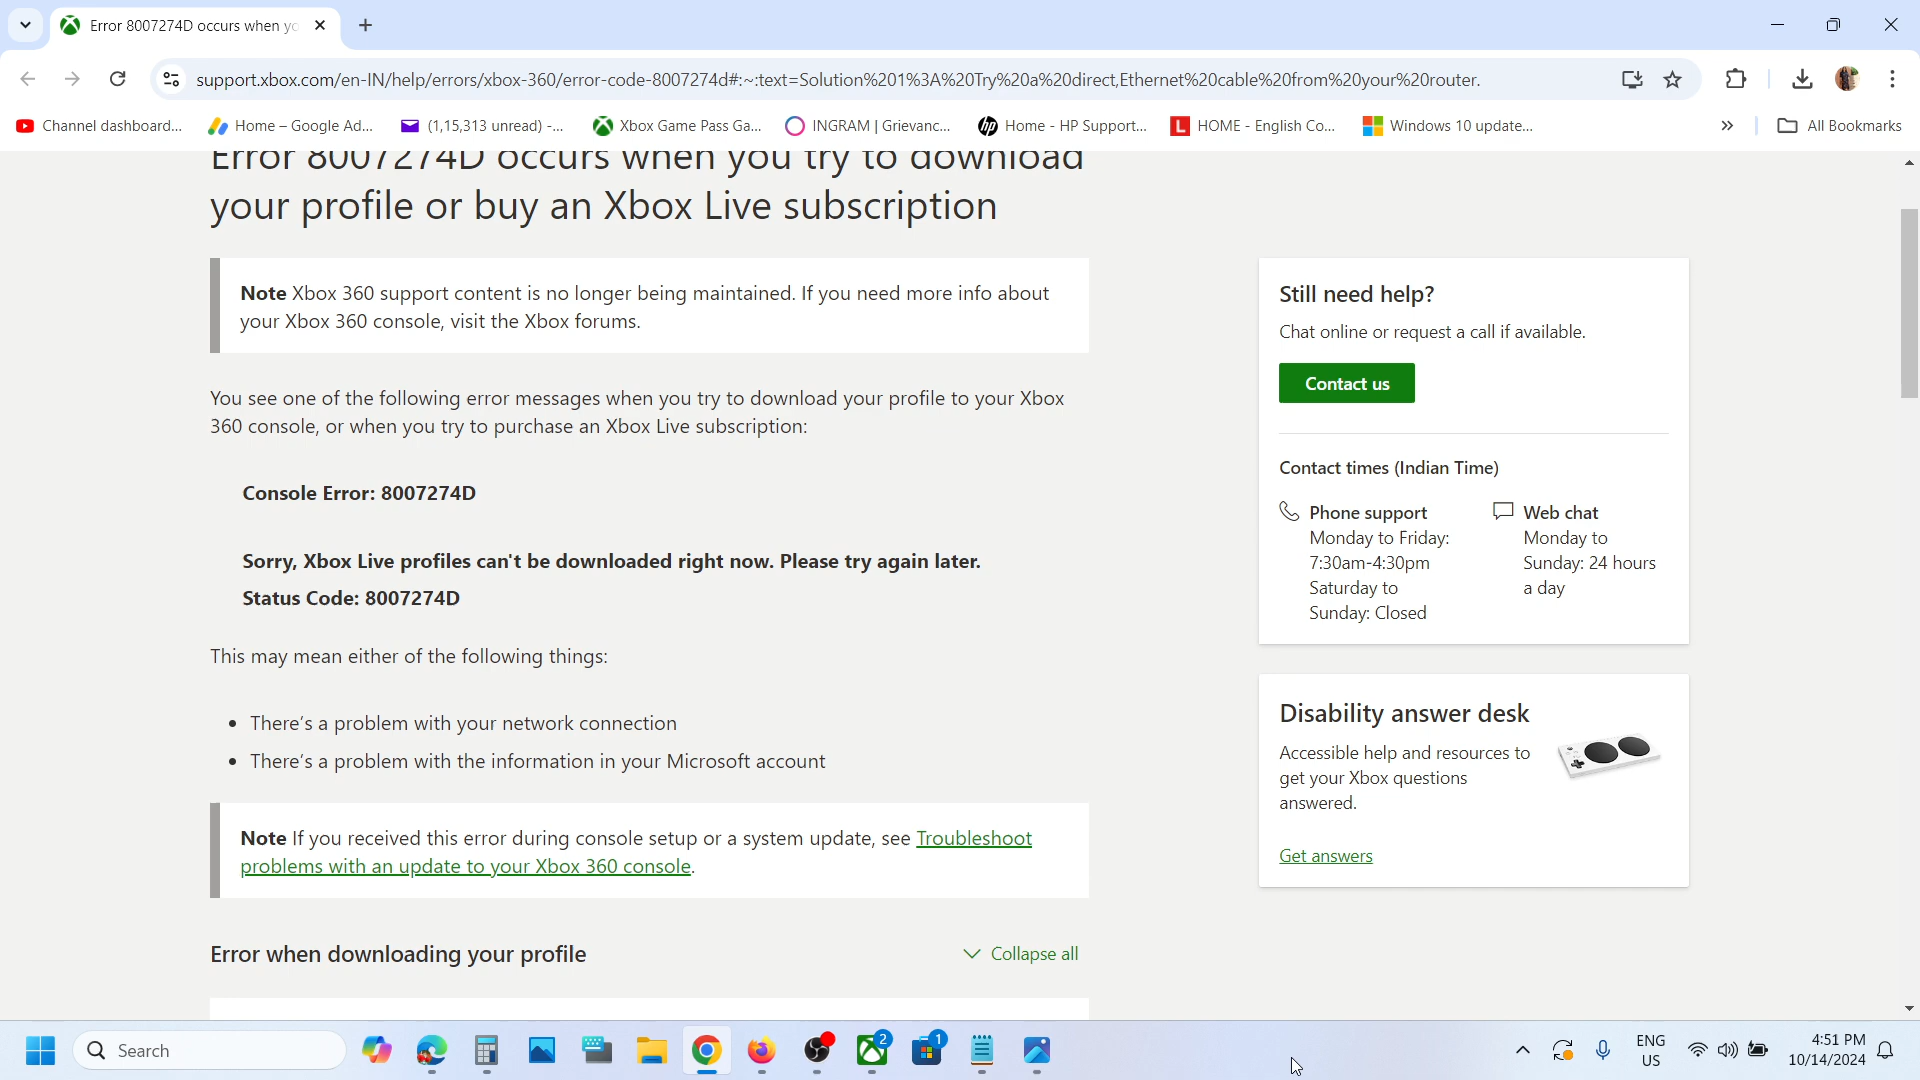 Error 8007274D occurs when yo
support.xbox.com/en-IN/help/errors/xbox-360/error-code-8007274d#:~:text=Solution%201%3A%20Try%20a%20direct,Ethernet%20cable%20from%20your%20router.
Channel dashboard... Home – Google Ad... (1,15,313 unread) -... Xbox Game Pass Ga... INGRAM | Grievanc... Home - HP Support... HOME - English Co... Windows 10 update... » All Bookmarks
Error 8007274D occurs when you try to download
your profile or buy an Xbox Live subscription
Note Xbox 360 support content is no longer being maintained. If you need more info about
your Xbox 360 console, visit the Xbox forums.
You see one of the following error messages when you try to download your profile to your Xbox
360 console, or when you try to purchase an Xbox Live subscription:
Console Error: 8007274D
Sorry, Xbox Live profiles can't be downloaded right now. Please try again later.
Status Code: 8007274D
This may mean either of the following things:
• There's a problem with your network connection
• There's a problem with the information in your Microsoft account
Note If you received this error during console setup or a system update, see Troubleshoot
problems with an update to your Xbox 360 console.
Error when downloading your profile
Collapse all
Still need help?
Chat online or request a call if available.
Contact us
Contact times (Indian Time)
Phone support
Monday to Friday:
7:30am-4:30pm
Saturday to
Sunday: Closed
Web chat
Monday to
Sunday: 24 hours
a day
Disability answer desk
Accessible help and resources to
get your Xbox questions
answered.
Get answers
Search
2
1
ENG
US
4:51 PM
10/14/2024